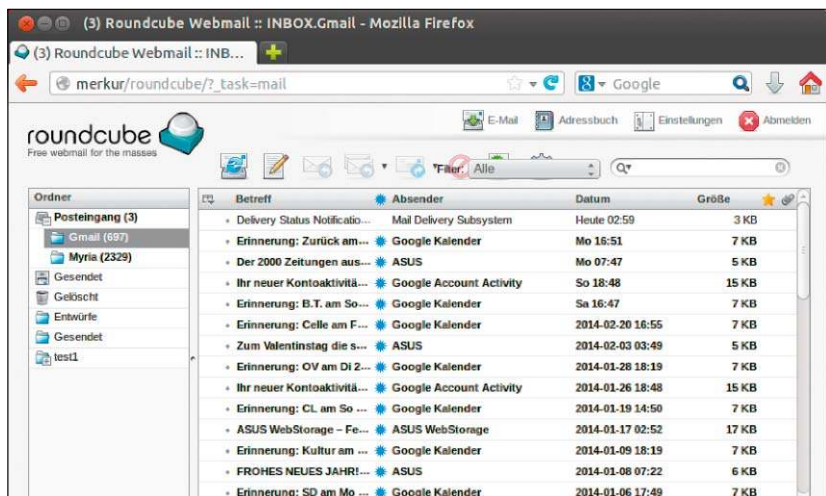 (3) Roundcube Webmail :: INBOX.Gmail - Mozilla Firefox
(3) Roundcube Webmail :: INB...
merkur/roundcube/?_task=mail
Google
E-Mail Adressbuch Einstellungen Abmelden
roundcube
Free webmail for the masses
Filter: Alle
Ordner
Posteingang (3)
Gmail (697)
Myria (2329)
Gesendet
Gelöscht
Entwürfe
Gesendet
test1
Betreff Absender Datum Größe
Delivery Status Notificatio... Mail Delivery Subsystem Heute 02:59 3 KB
Erinnerung: Zurück am... Google Kalender Mo 16:51 7 KB
Der 2000 Zeitungen aus... ASUS Mo 07:47 5 KB
Ihr neuer Kontoaktivitä... Google Account Activity So 18:48 15 KB
Erinnerung: B.T. am So... Google Kalender Sa 16:47 7 KB
Erinnerung: Celle am F... Google Kalender 2014-02-20 16:55 7 KB
Zum Valentinstag die s... ASUS 2014-02-03 03:49 5 KB
Erinnerung: OV am Di 2... Google Kalender 2014-01-28 18:19 7 KB
Ihr neuer Kontoaktivitä... Google Account Activity 2014-01-26 18:48 15 KB
Erinnerung: CL am So ... Google Kalender 2014-01-19 14:50 7 KB
ASUS WebStorage – Fe... ASUS WebStorage 2014-01-17 02:52 17 KB
Erinnerung: Kultur am ... Google Kalender 2014-01-09 18:19 7 KB
FROHES NEUES JAHR!... ASUS 2014-01-08 07:22 6 KB
Erinnerung: SD am Mo ... Google Kalender 2014-01-06 17:49 7 KB